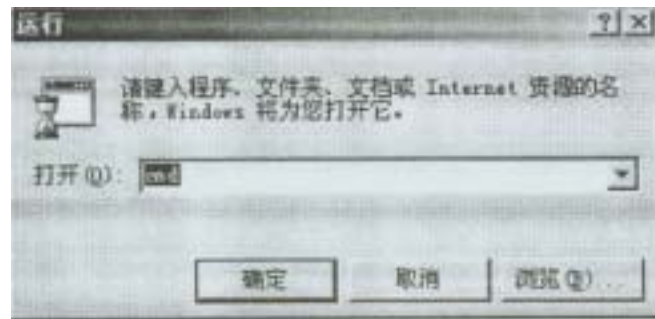 运行
请键入程序、文件夹、文档或 Internet 资源的名
称，Windows 将为您打开它。
打开(O): cmd
确定 取消 浏览(B)...